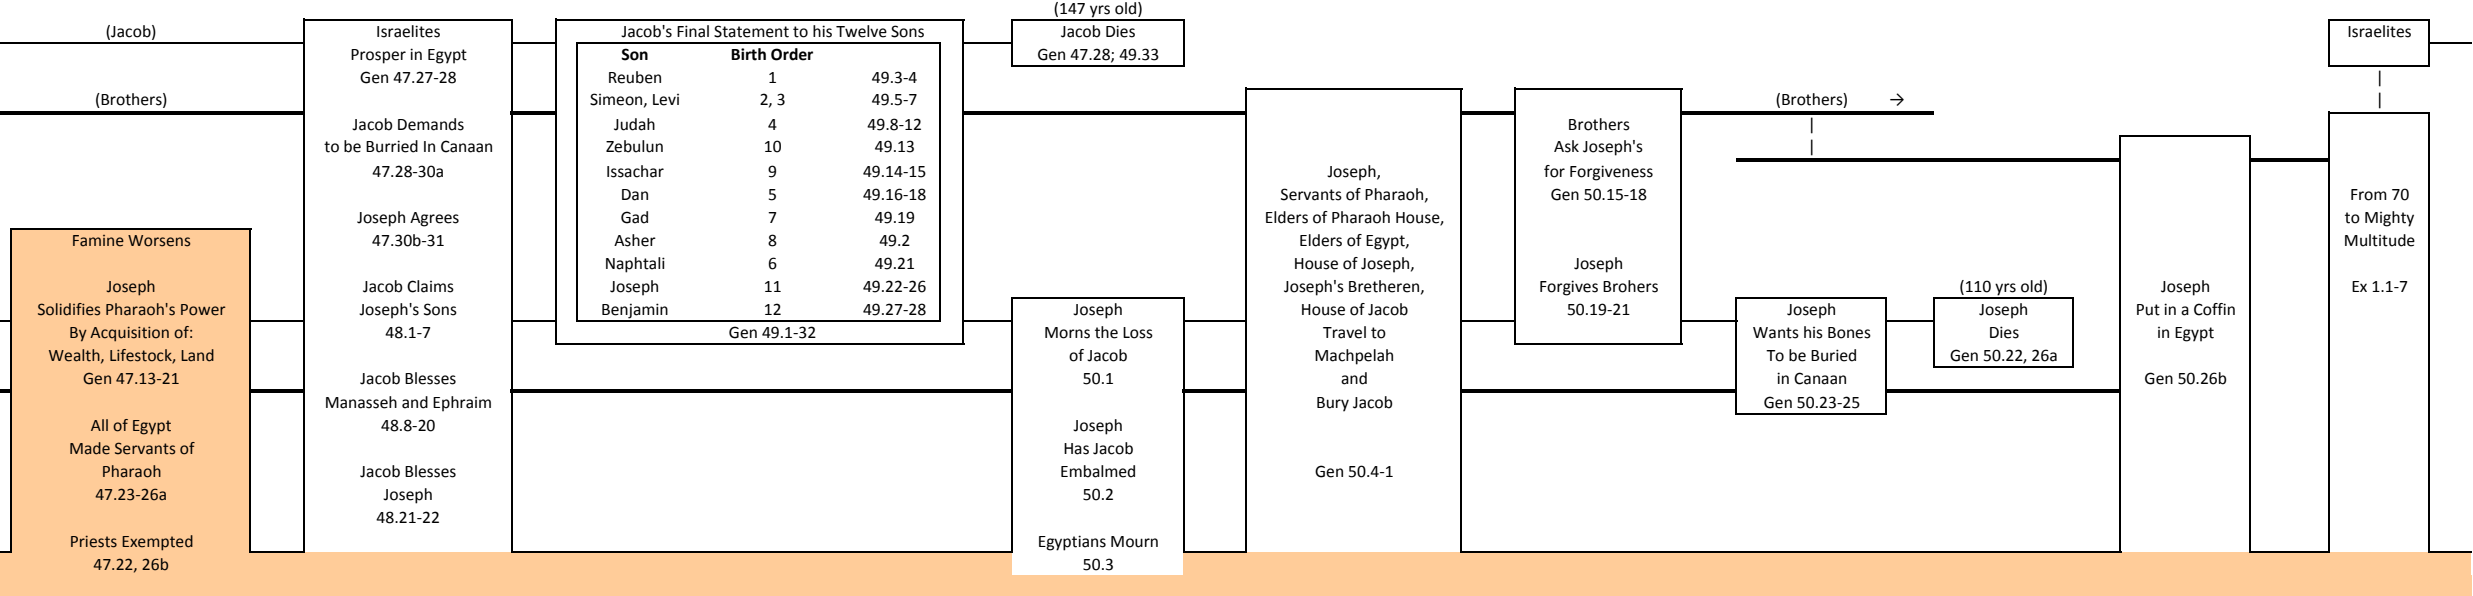 (Jacob)
(Brothers)
Famine Worsens
Joseph
Solidifies Pharaoh's Power
By Acquisition of:
Wealth, Lifestock, Land
Gen 47.13-21
All of Egypt
Made Servants of
Pharaoh
47.23-26a
Priests Exempted
47.22, 26b
Israelites
Prosper in Egypt
Gen 47.27-28
Jacob Demands
to be Burried In Canaan
47.28-30a
Joseph Agrees
47.30b-31
Jacob Claims
Joseph's Sons
48.1-7
Jacob Blesses
Manasseh and Ephraim
48.8-20
Jacob Blesses
Joseph
48.21-22
Jacob's Final Statement to his Twelve Sons
Son Birth Order
Reuben 1 49.3-4
Simeon, Levi 2, 3 49.5-7
Judah 4 49.8-12
Zebulun 10 49.13
Issachar 9 49.14-15
Dan 5 49.16-18
Gad 7 49.19
Asher 8 49.2
Naphtali 6 49.21
Joseph 11 49.22-26
Benjamin 12 49.27-28
Gen 49.1-32
(147 yrs old)
Jacob Dies
Gen 47.28; 49.33
Joseph
Morns the Loss
of Jacob
50.1
Joseph
Has Jacob
Embalmed
50.2
Egyptians Mourn
50.3
Joseph,
Servants of Pharaoh,
Elders of Pharaoh House,
Elders of Egypt,
House of Joseph,
Joseph's Bretheren,
House of Jacob
Travel to
Machpelah
and
Bury Jacob
Gen 50.4-1
Brothers
Ask Joseph's
for Forgiveness
Gen 50.15-18
Joseph
Forgives Brohers
50.19-21
(Brothers) →
Joseph
Wants his Bones
To be Buried
in Canaan
Gen 50.23-25
(110 yrs old)
Joseph
Dies
Gen 50.22, 26a
Joseph
Put in a Coffin
in Egypt
Gen 50.26b
Israelites
From 70
to Mighty
Multitude
Ex 1.1-7